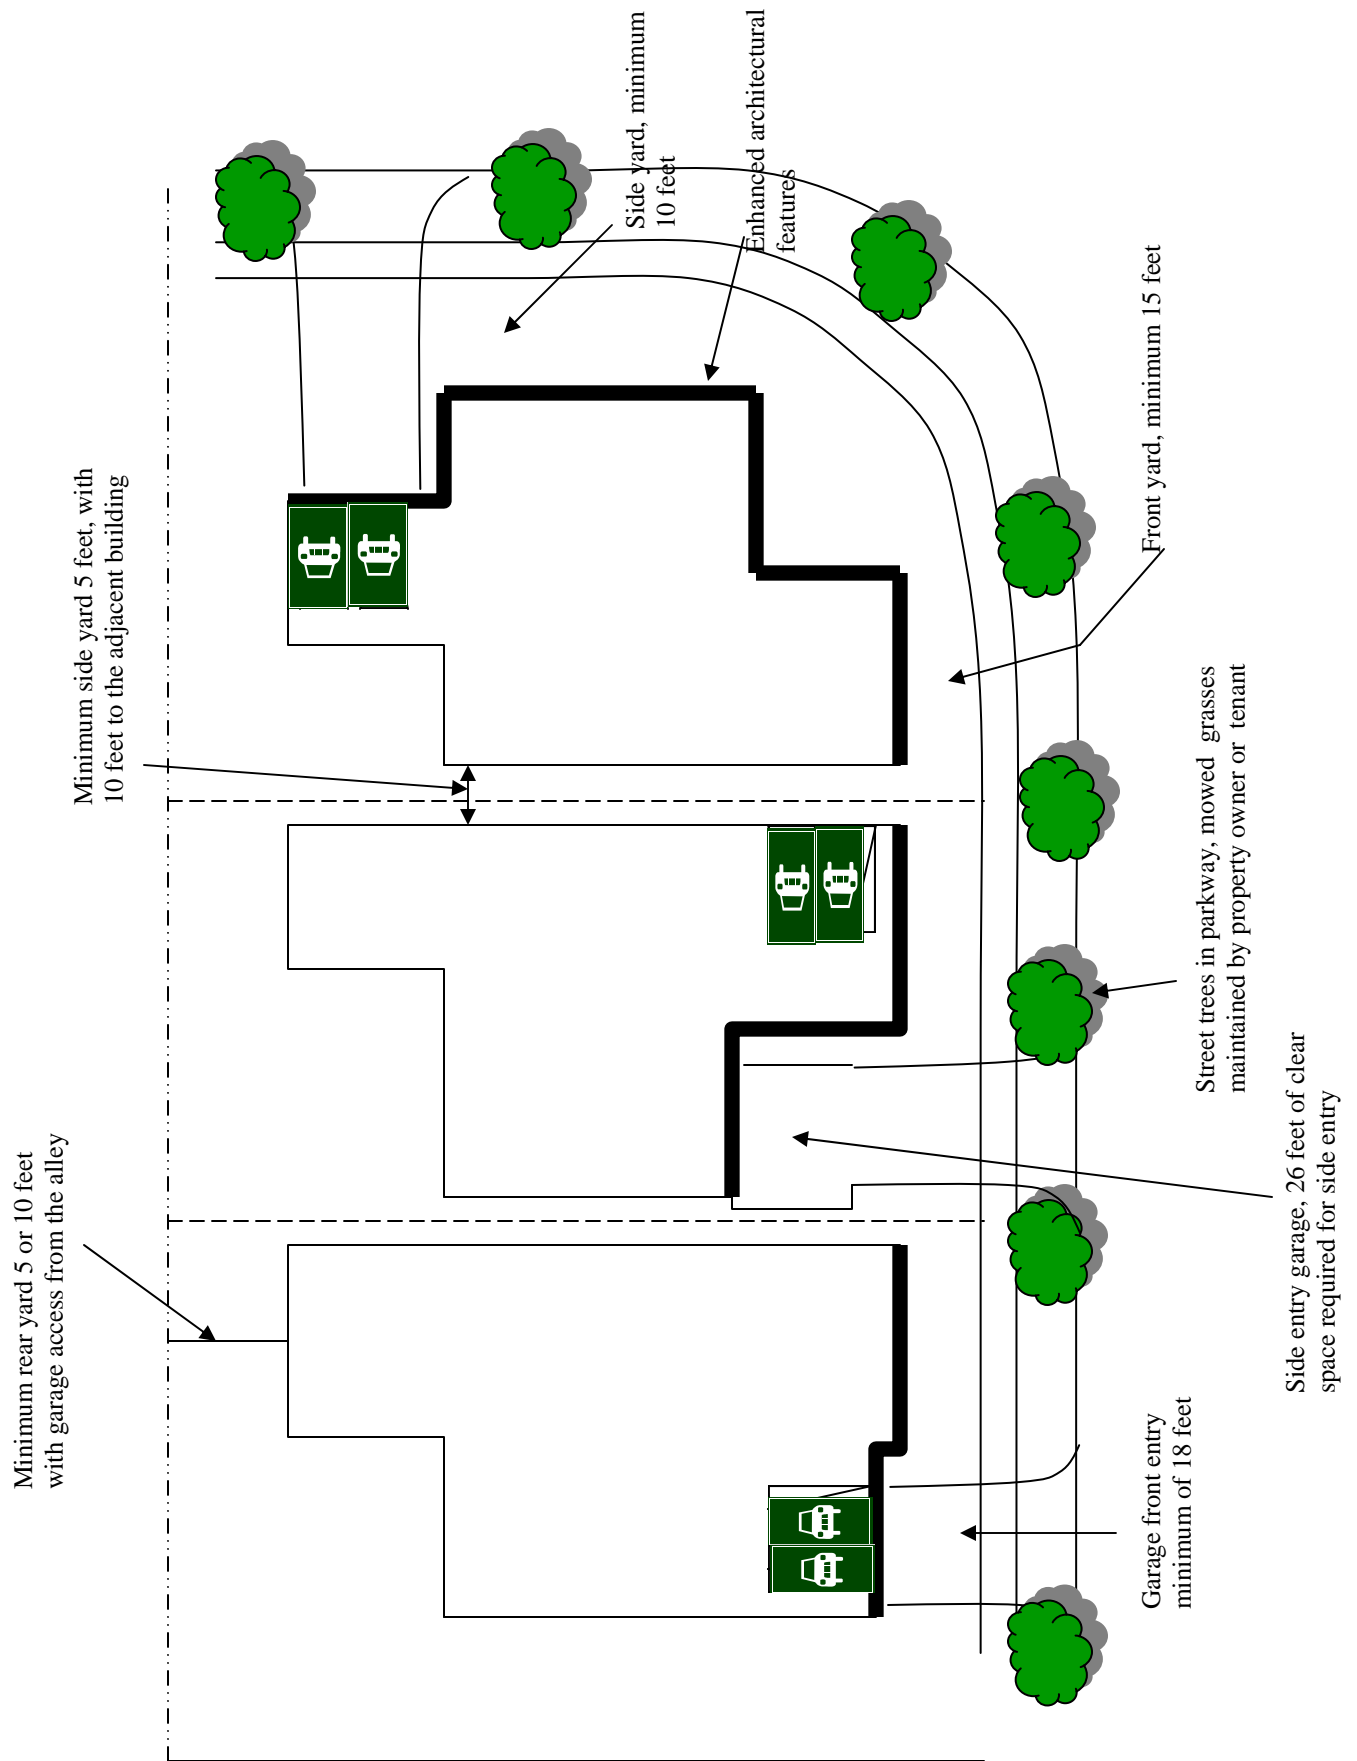 Minimum rear yard 5 or 10 feet
with garage access from the alley
Minimum side yard 5 feet, with
10 feet to the adjacent building
Side yard, minimum
10 feet
Enhanced architectural
features
Front yard, minimum 15 feet
Street trees in parkway, mowed grasses
maintained by property owner or tenant
Side entry garage, 26 feet of clear
space required for side entry
Garage front entry
minimum of 18 feet